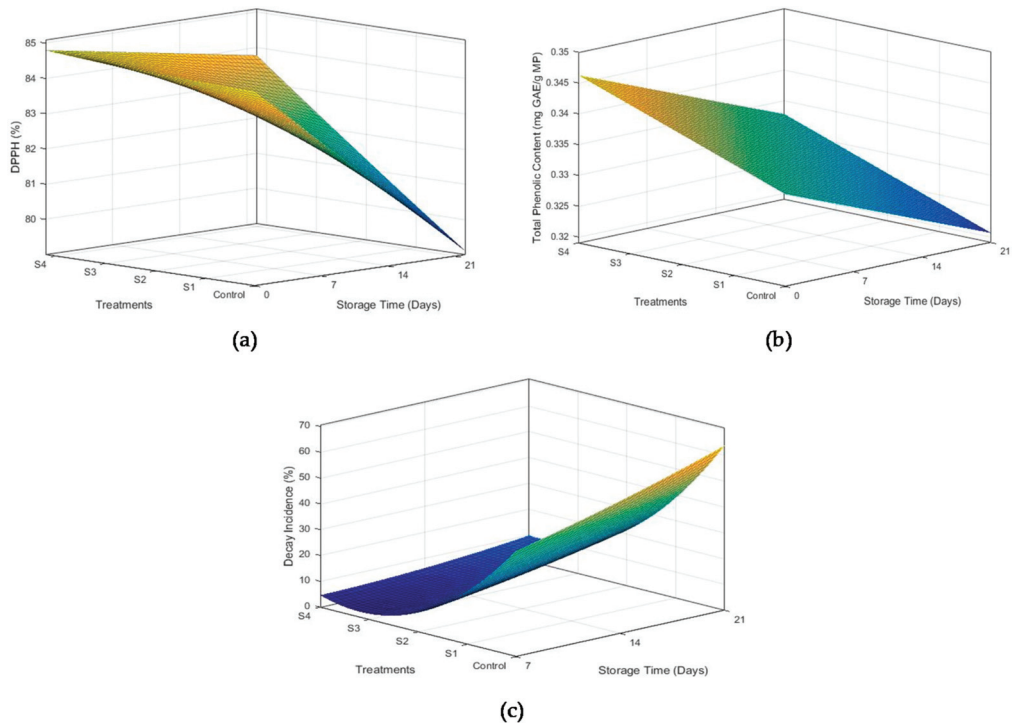 85
84
83
82
81
80
DPPH (%)
S4
S3
S2
S1
Control
0
7
14
21
Treatments
Storage Time (Days)
(a)
0.35
0.345
0.34
0.335
0.33
0.325
0.32
Total Phenolic Content (mg GAE/g MP)
S4
S3
S2
S1
Control
0
7
14
21
Treatments
Storage Time (Days)
(b)
70
60
50
40
30
20
10
0
Decay Incidence (%)
S4
S3
S2
S1
Control
7
14
21
Treatments
Storage Time (Days)
(c)